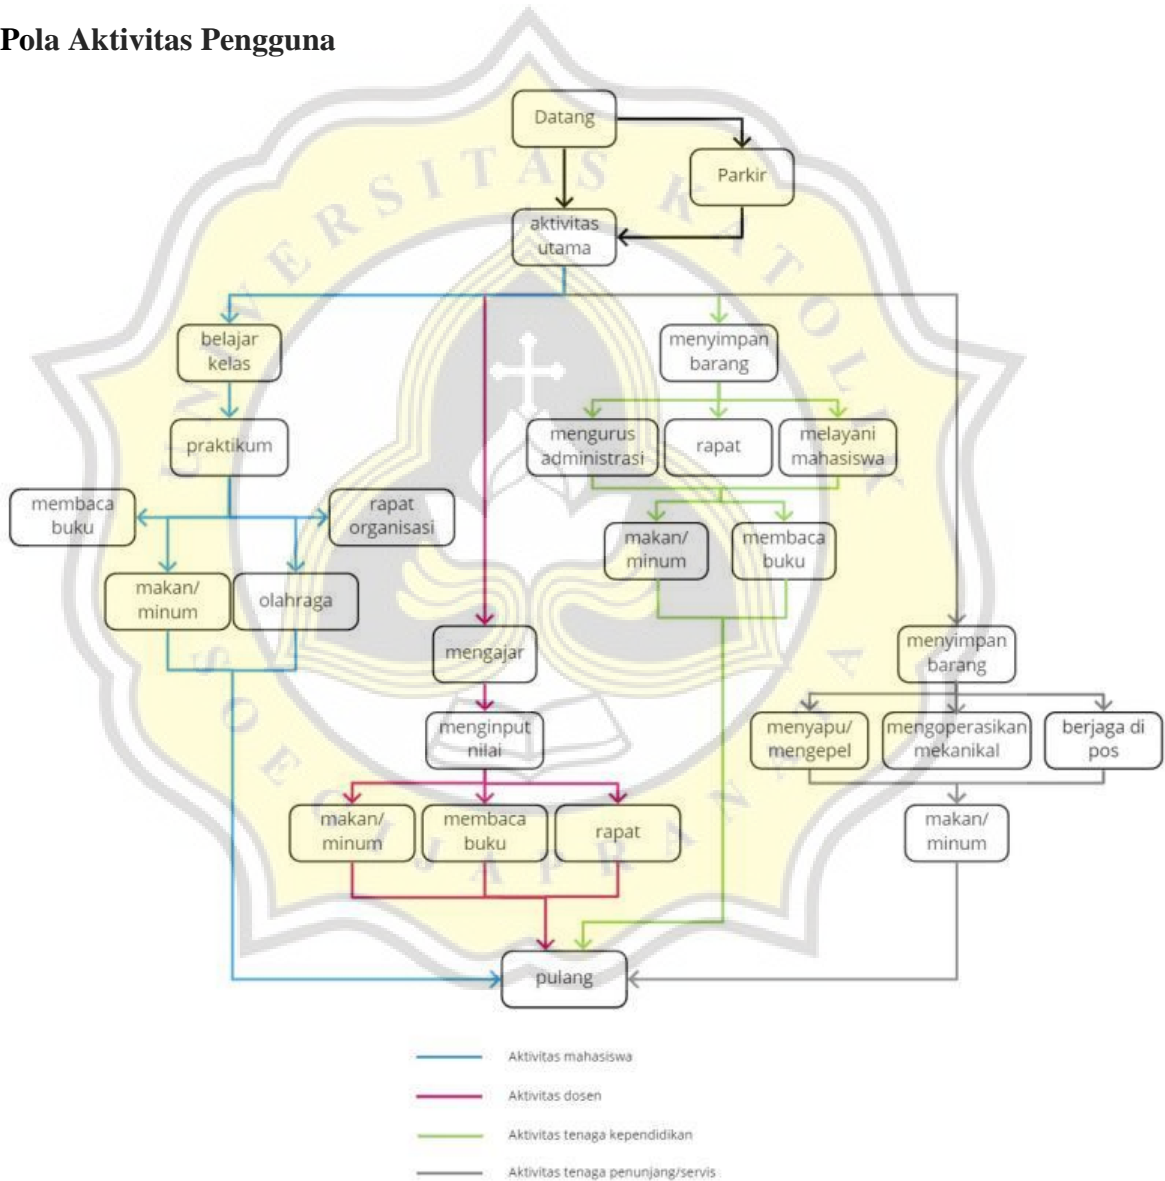 Pola Aktivitas Pengguna
Datang
Parkir
aktivitas
utama
belajar
kelas
menyimpan
barang
praktikum
mengurus
administrasi
rapat
melayani
mahasiswa
membaca
buku
rapat
organisasi
makan/
minum
membaca
buku
makan/
minum
olahraga
mengajar
menyimpan
barang
menginput
nilai
menyapu/
mengepel
mengoperasikan
mekanikal
berjaga di
pos
makan/
minum
membaca
buku
rapat
makan/
minum
pulang
Aktivitas mahasiswa
Aktivitas dosen
Aktivitas tenaga kependidikan
Aktivitas tenaga penunjang/servis
UNIVERSITAS KATOLIK
SOEGIJAPRANATA